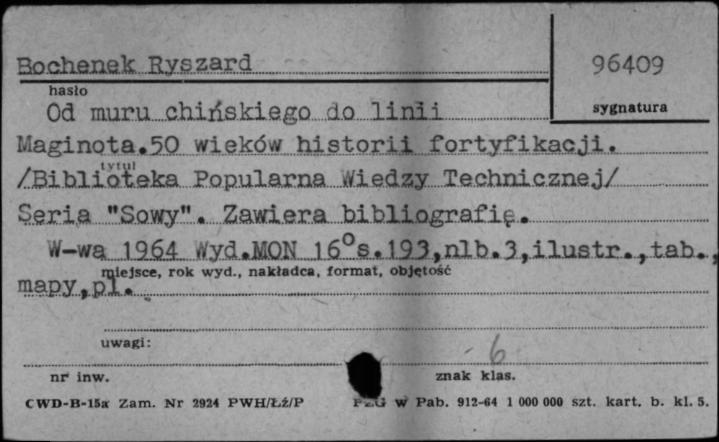 Bochenek Ryszard
96409
hasło
sygnatura
Od muru chińskiego do linii
Maginota.50 wieków historii fortyfikacji.
tytuł
/Biblioteka Popularna Wiedzy Technicznej/
Seria "Sowy". Zawiera bibliografię.
W-wa 1964 Wyd.MON 16°s.193,nlb.3,ilustr.,tab.,
miejsce, rok wyd., nakładca, format, objętość
mapy,pl.
uwagi:
6
nr inw.
znak klas.
CWD-B-15a Zam. Nr 2924 PWH/Łź/P
PZG w Pab. 912-64 1 000 000 szt. kart. b. kl. 5.